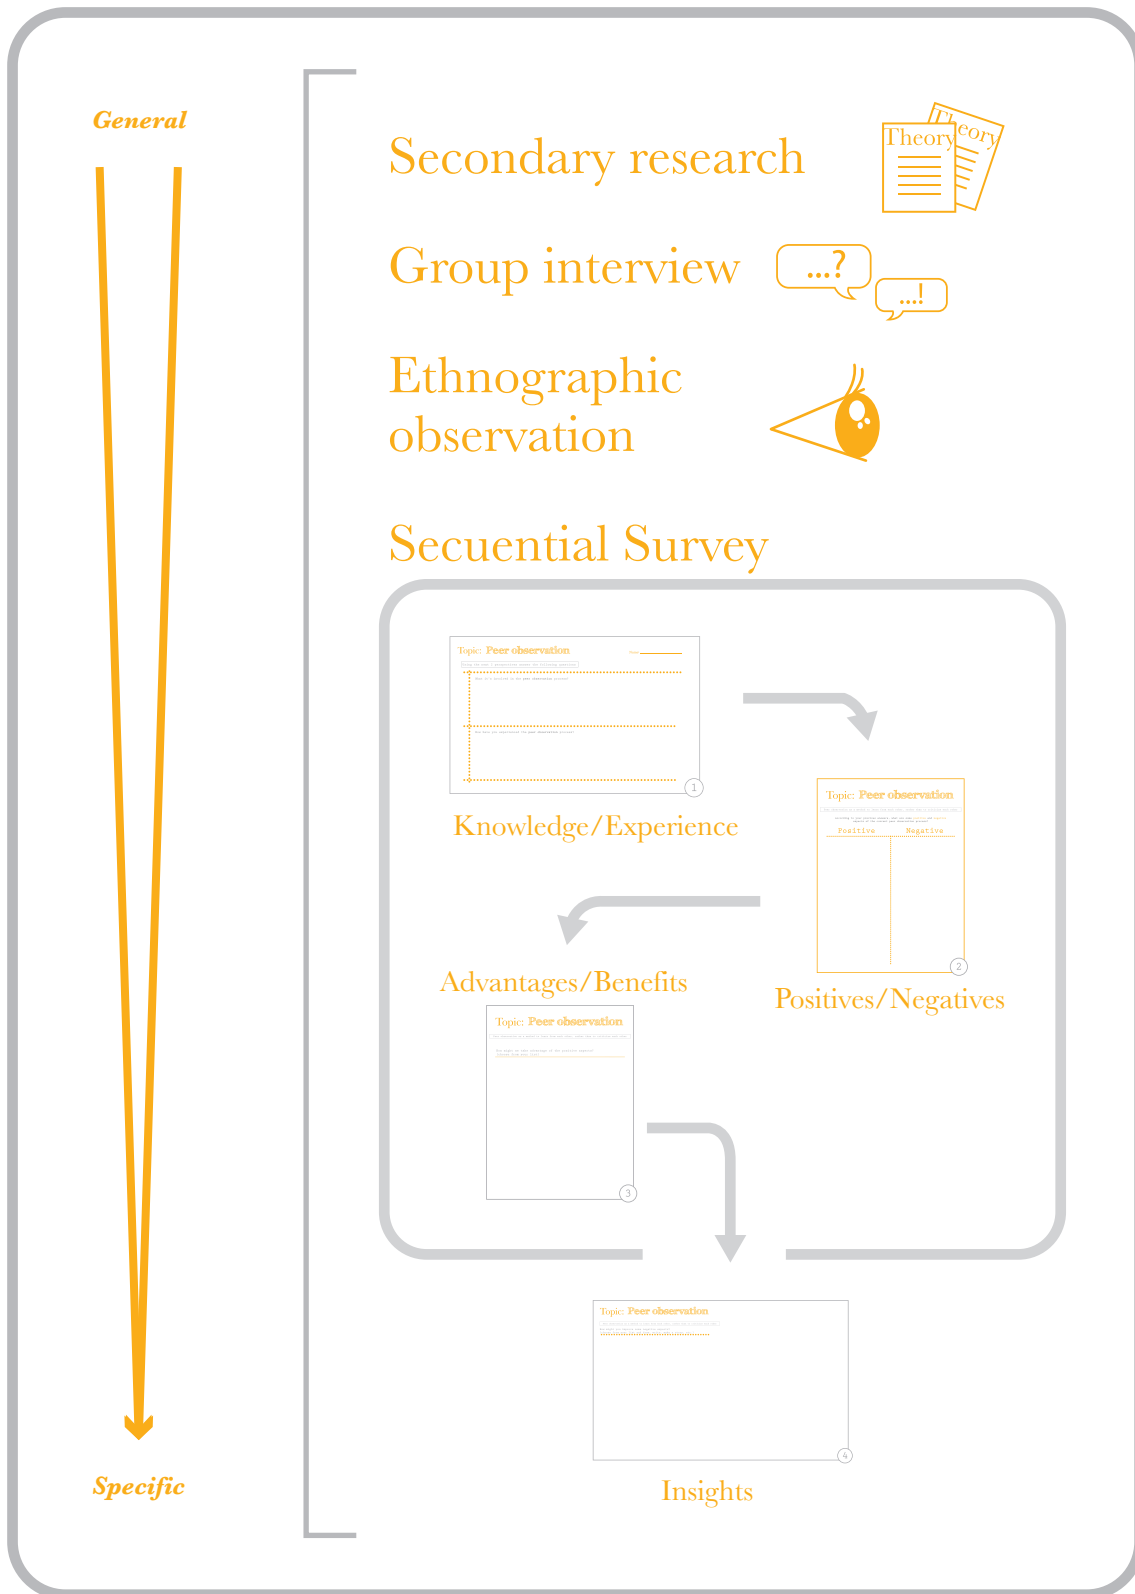 General
Secondary research
Theory
Theory
Group interview
...?
...!
Ethnographic
observation
Secuential Survey
Topic: Peer observation
1
Knowledge/Experience
Topic: Peer observation
Positive Negative
2
Positives/Negatives
Advantages/Benefits
Topic: Peer observation
3
Topic: Peer observation
4
Insights
Specific